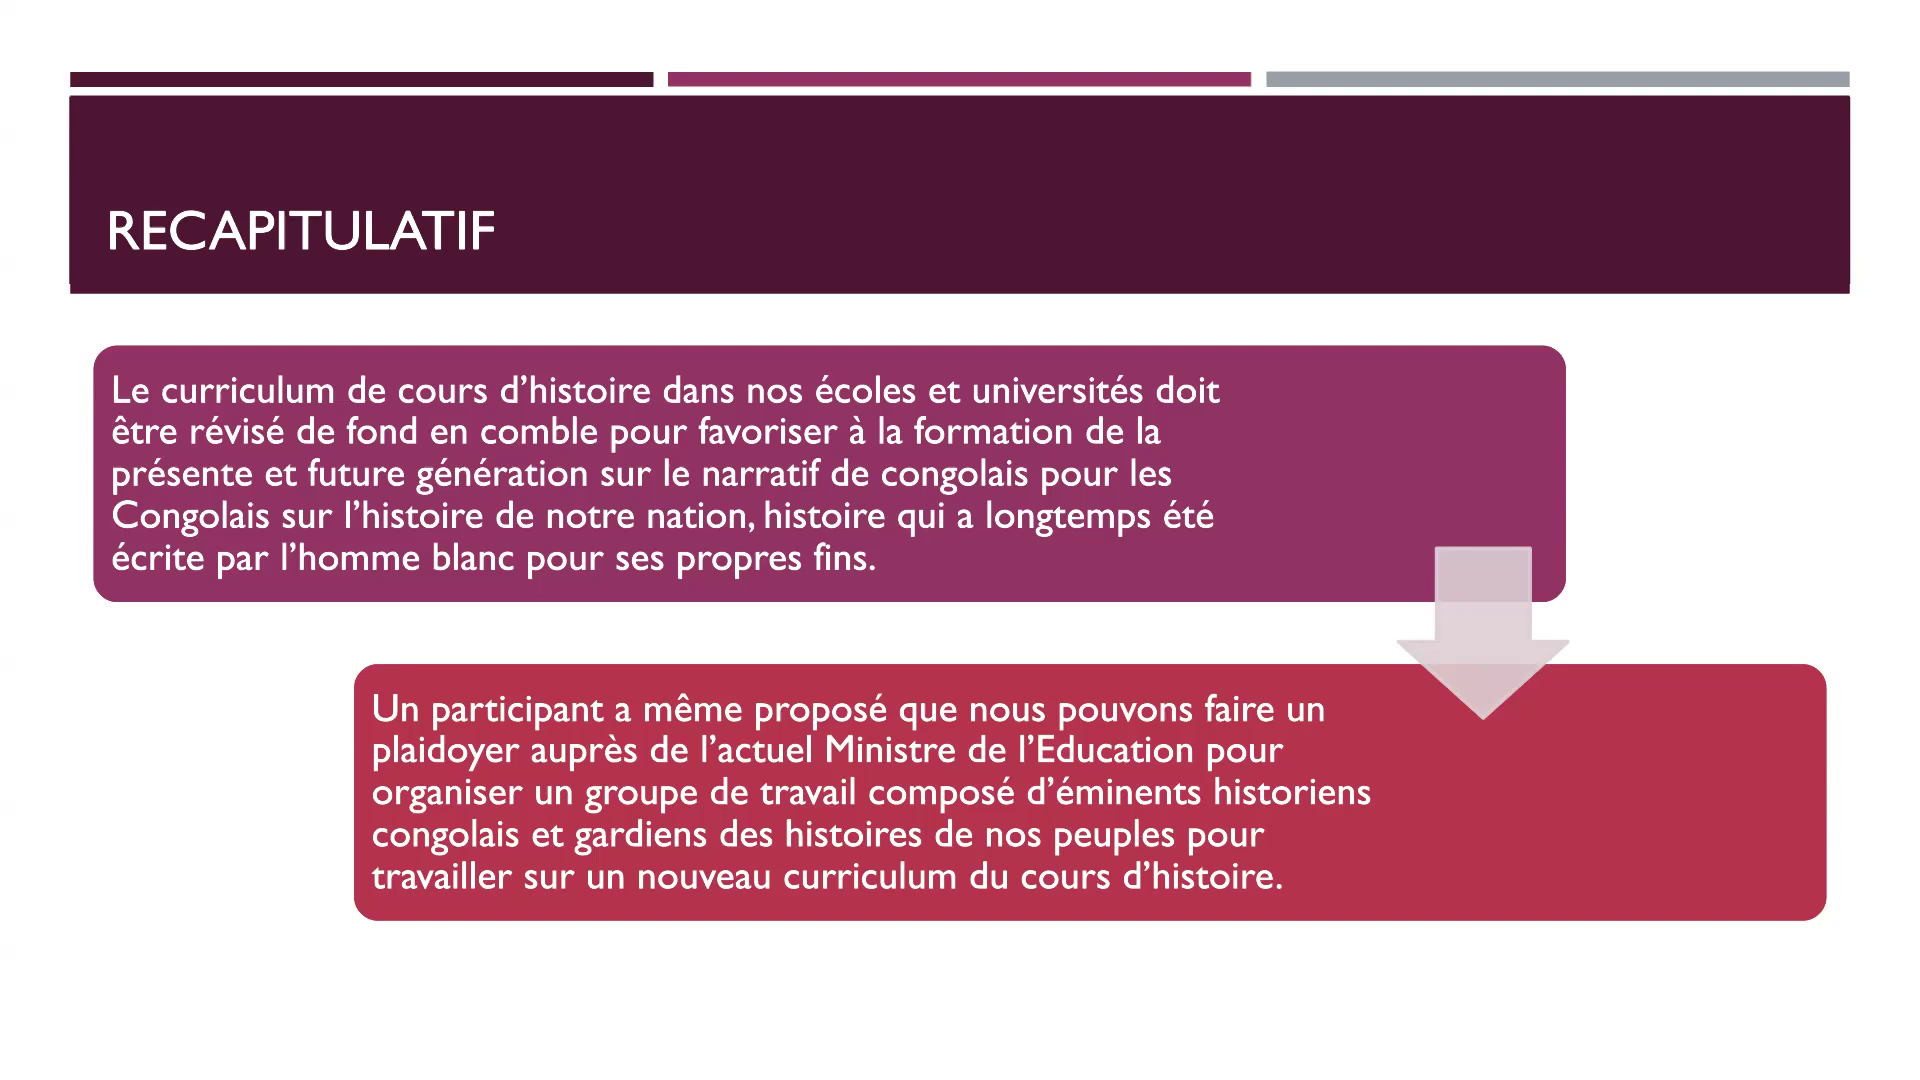 RECAPITULATIF
Le curriculum de cours d’histoire dans nos écoles et universités doit
être révisé de fond en comble pour favoriser à la formation de la
présente et future génération sur le narratif de congolais pour les
Congolais sur l’histoire de notre nation, histoire qui a longtemps été
écrite par l’homme blanc pour ses propres fins.
Un participant a même proposé que nous pouvons faire un
plaidoyer auprès de l’actuel Ministre de l’Education pour
organiser un groupe de travail composé d’éminents historiens
congolais et gardiens des histoires de nos peuples pour
travailler sur un nouveau curriculum du cours d’histoire.